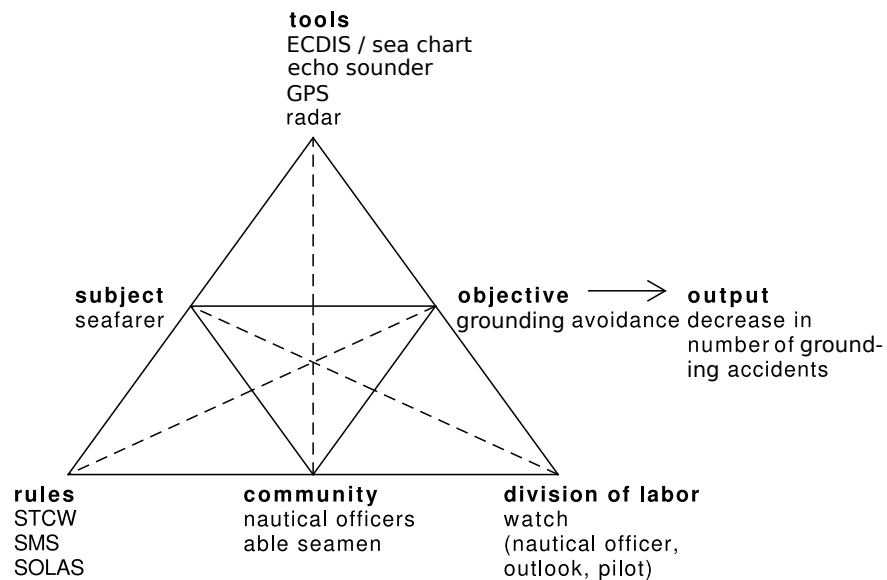 tools
ECDIS / sea chart
echo sounder
GPS
radar
subject
seafarer
objective
grounding avoidance
output
decrease in
number of ground-
ing accidents
rules
STCW
SMS
SOLAS
community
nautical officers
able seamen
division of labor
watch
(nautical officer,
outlook, pilot)